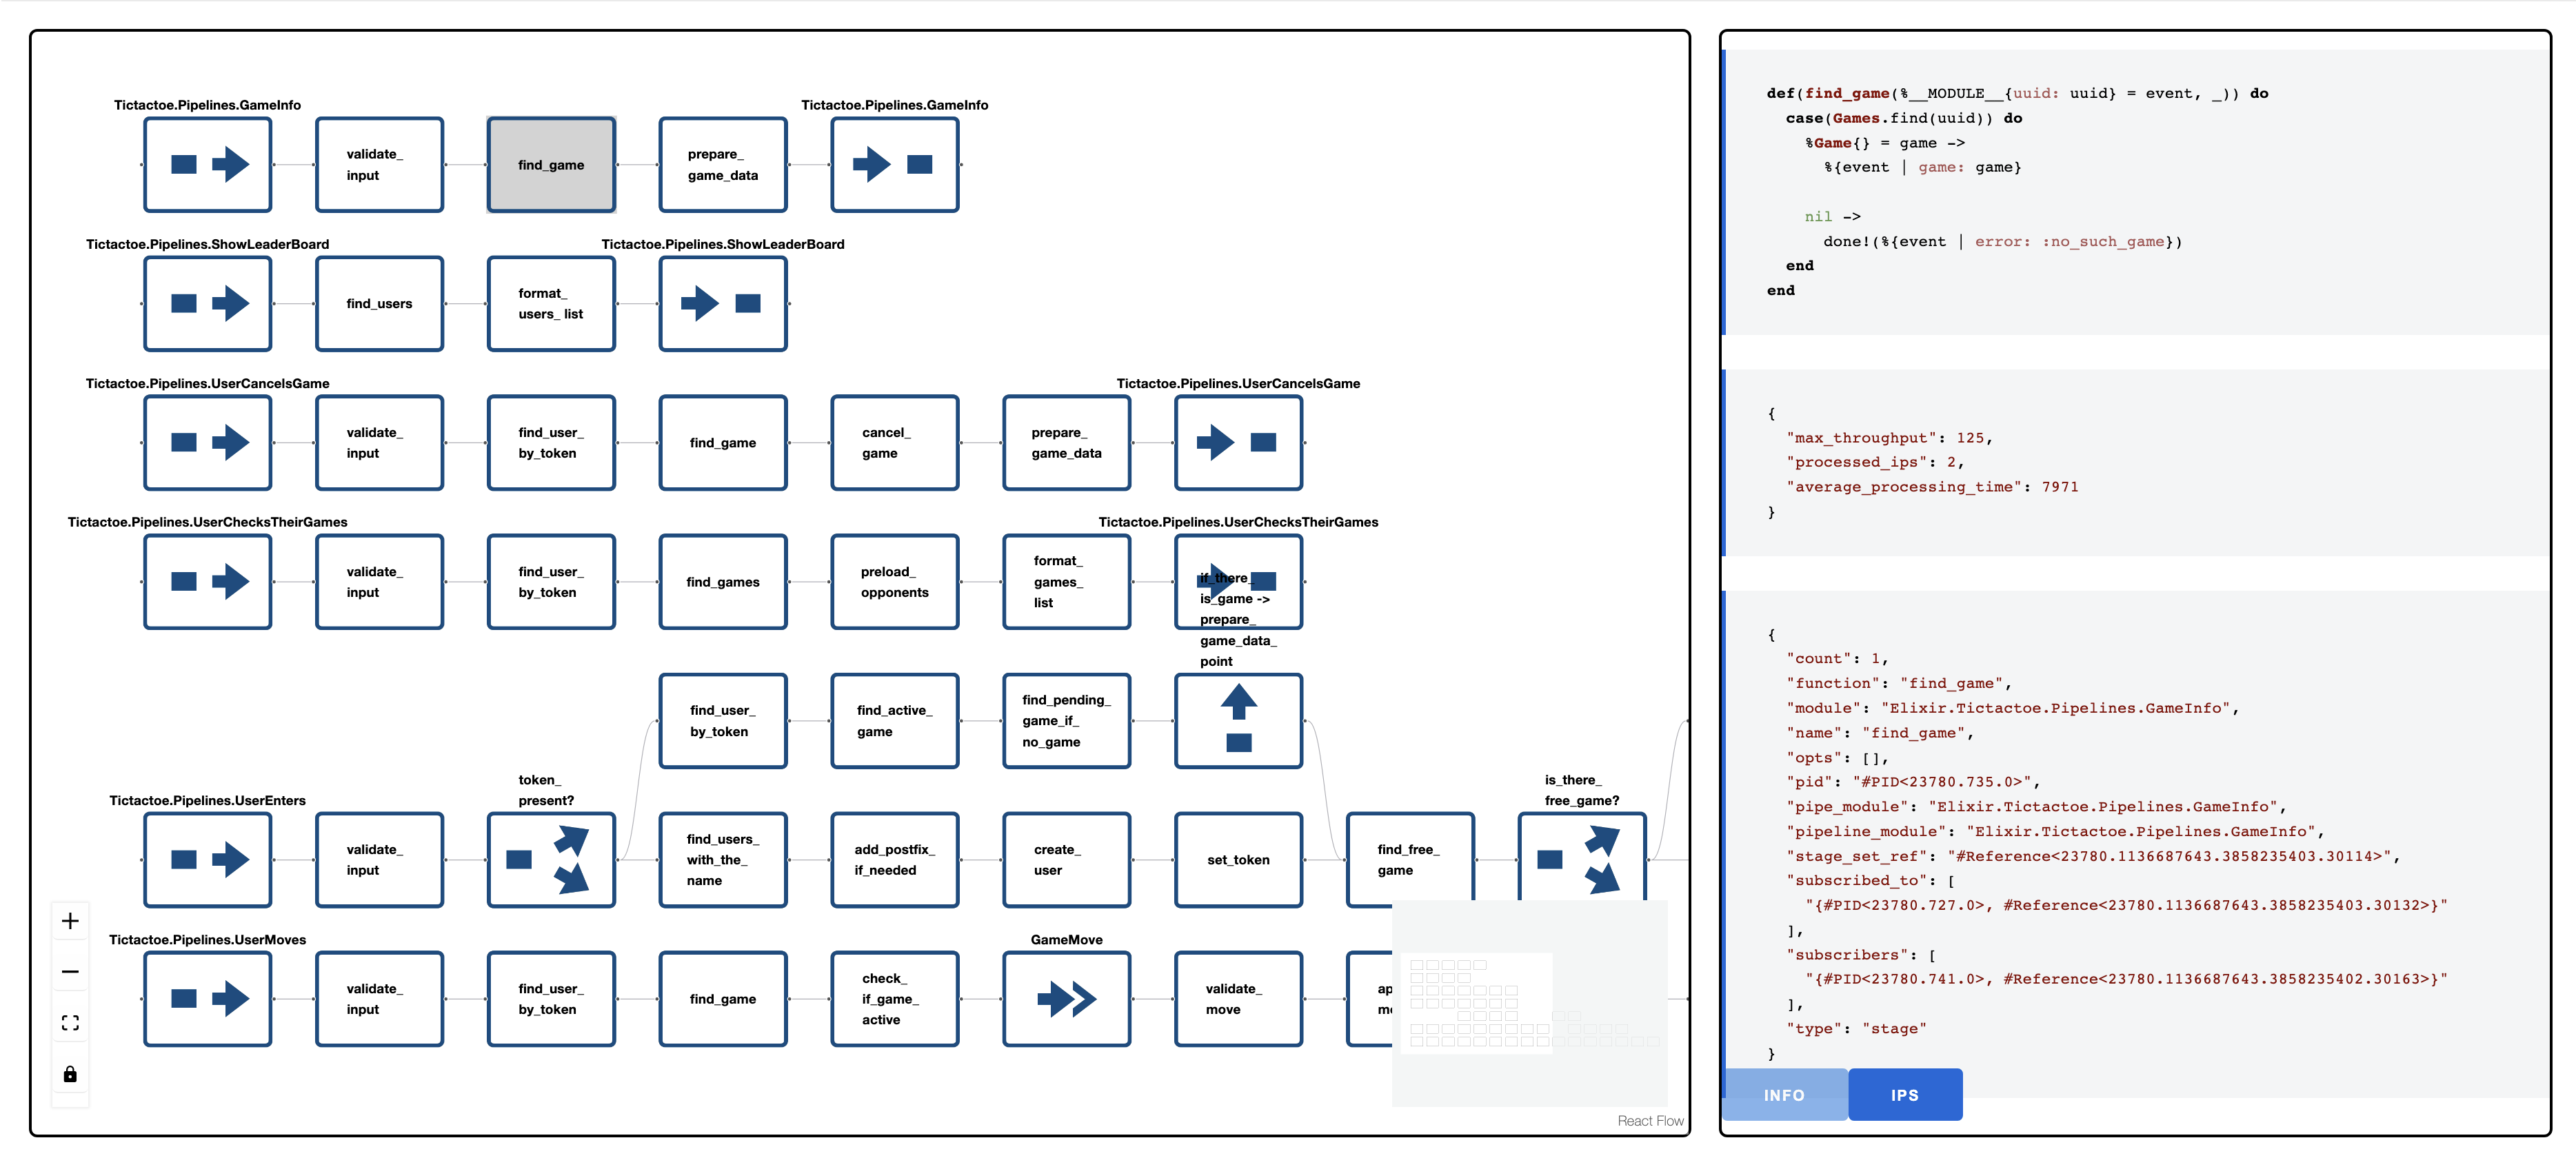 Tictactoe.Pipelines.GameInfo
Tictactoe.Pipelines.GameInfo
validate_
input
find_game
prepare_
game_data
Tictactoe.Pipelines.ShowLeaderBoard
Tictactoe.Pipelines.ShowLeaderBoard
find_users
format_
users_ list
Tictactoe.Pipelines.UserCancelsGame
Tictactoe.Pipelines.UserCancelsGame
validate_
input
find_user_
by_token
find_game
cancel_
game
prepare_
game_data
Tictactoe.Pipelines.UserChecksTheirGames
Tictactoe.Pipelines.UserChecksTheirGames
validate_
input
find_user_
by_token
find_games
preload_
opponents
format_
games_
list
if_there_
is_game ->
prepare_
game_data_
point
find_user_
by_token
find_active_
game
find_pending_
game_if_
no_game
Tictactoe.Pipelines.UserEnters
validate_
input
token_
present?
find_users_
with_the_
name
add_postfix_
if_needed
create_
user
set_token
find_free_
game
is_there_
free_game?
Tictactoe.Pipelines.UserMoves
validate_
input
find_user_
by_token
find_game
check_
if_game_
active
GameMove
validate_
move
React Flow
def(find_game(%__MODULE__{uuid: uuid} = event, _)) do
case(Games.find(uuid)) do
%Game{} = game ->
%{event | game: game}
nil ->
done!(%{event | error: :no_such_game})
end
end
{
"max_throughput": 125,
"processed_ips": 2,
"average_processing_time": 7971
}
{
"count": 1,
"function": "find_game",
"module": "Elixir.Tictactoe.Pipelines.GameInfo",
"name": "find_game",
"opts": [],
"pid": "#PID<23780.735.0>",
"pipe_module": "Elixir.Tictactoe.Pipelines.GameInfo",
"pipeline_module": "Elixir.Tictactoe.Pipelines.GameInfo",
"stage_set_ref": "#Reference<23780.1136687643.3858235403.30114>",
"subscribed_to": [
"{#PID<23780.727.0>, #Reference<23780.1136687643.3858235403.30132>}"
],
"subscribers": [
"{#PID<23780.741.0>, #Reference<23780.1136687643.3858235402.30163>}"
],
"type": "stage"
}
INFO
IPS